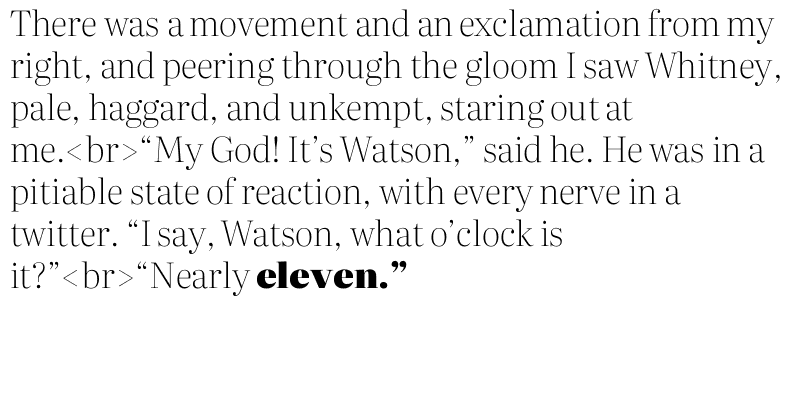 There was a movement and an exclamation from my
right, and peering through the gloom I saw Whitney,
pale, haggard, and unkempt, staring out at
me.<br>“My God! It’s Watson,” said he. He was in a
pitiable state of reaction, with every nerve in a
twitter. “I say, Watson, what o’clock is
it?”<br>“Nearly eleven.”